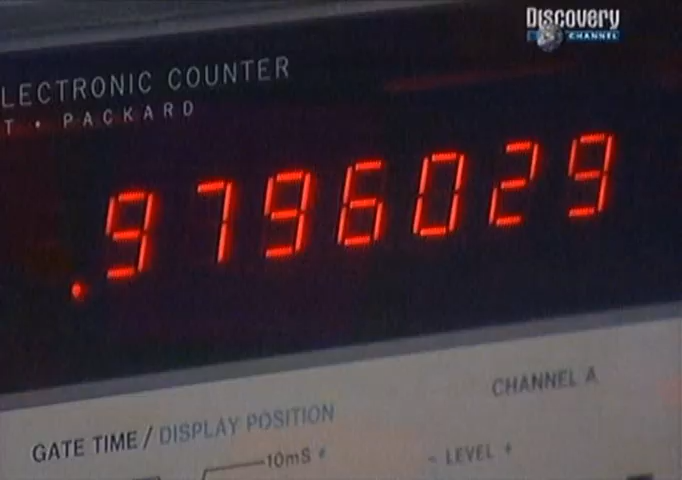 Discovery
CHANNEL
LECTRONIC COUNTER
T • PACKARD
.9796029
CHANNEL A
GATE TIME / DISPLAY POSITION
10mS
- LEVEL +